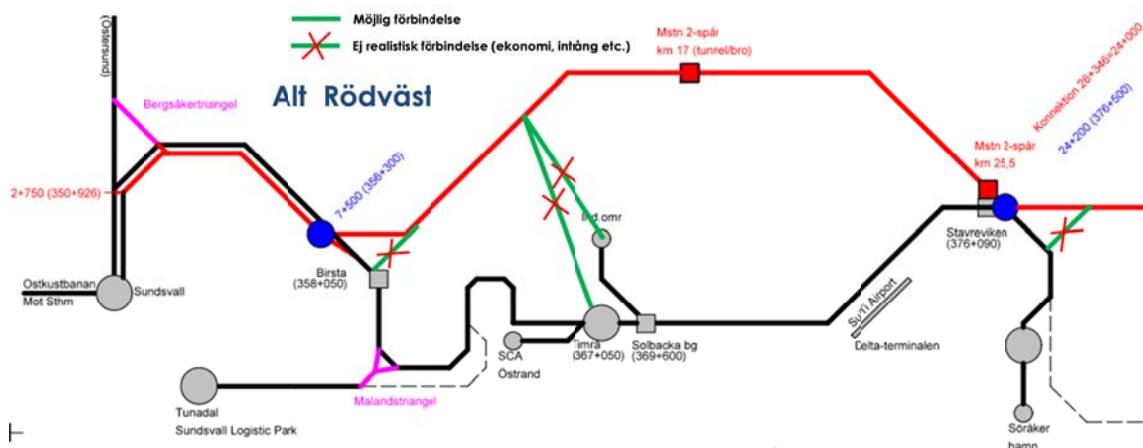 (Östersund)
Möjlig förbindelse
Ej realistisk förbindelse (ekonomi, intång etc.)
Alt Rödväst
Mstn 2-spår
km 17 (tunnel/bro)
Konnektion 26+346=24+000
24+200 (376+500)
Bergsåkertriangel
Mstn 2-spår
km 25,5
2+750 (350+926)
7+500 (356+300)
Ind.omr
Stavreviken
(376+090)
Birsta
(358+050)
Ostkustbanan
Mot Sthm
Sundsvall
Airport
Delta-terminalen
Timrå
(367+050)
Solbacka bg
(369+600)
SCA
Östrand
Malandstriangel
Tunadal
Sundsvall Logistic Park
Söråker
hamn